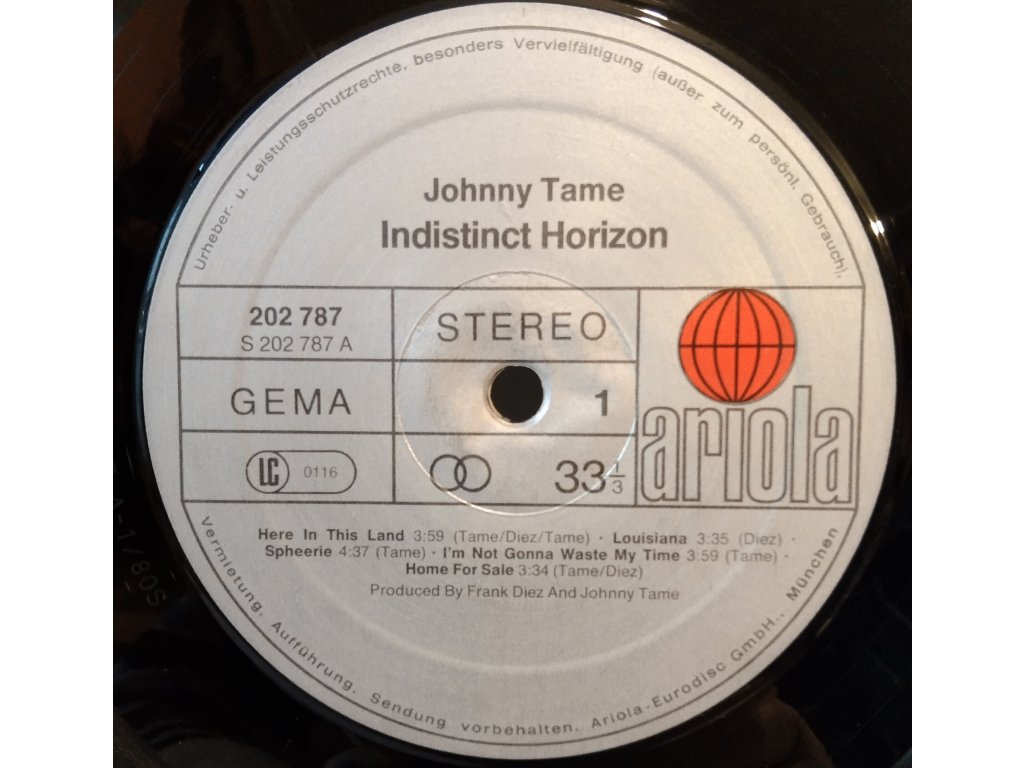 Urheber- u. Leistungsschutzrechte, besonders Vervielfältigung (außer zum persönl. Gebrauch),
Johnny Tame
Indistinct Horizon
202 787
S 202 787 A
STEREO
GEMA
1
LC 0116
33 1/3
ariola
Here In This Land 3:59 (Tame/Diez/Tame) · Louisiana 3:35 (Diez) ·
Spheerie 4:37 (Tame) · I'm Not Gonna Waste My Time 3:59 (Tame) ·
Home For Sale 3:34 (Tame/Diez)
Produced By Frank Diez And Johnny Tame
Vermietung, Aufführung, Sendung vorbehalten. Ariola-Eurodisc GmbH., München